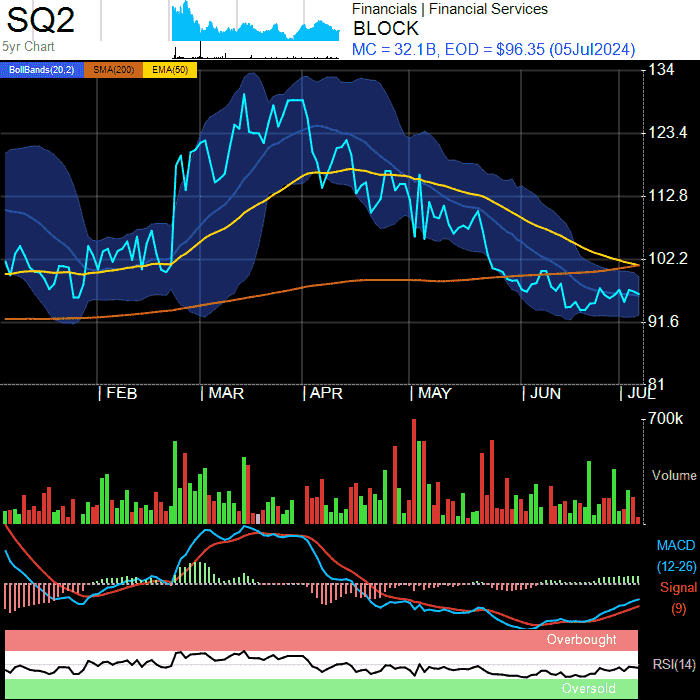 SQ2
5yr Chart
Financials | Financial Services
BLOCK
MC = 32.1B, EOD = $96.35 (05Jul2024)
BollBands(20,2) SMA(200) EMA(50)
134
123.4
112.8
102.2
91.6
81
| FEB | MAR | APR | MAY | JUN | JUL
700k
Volume
MACD
(12-26)
Signal
(9)
Overbought
RSI(14)
Oversold